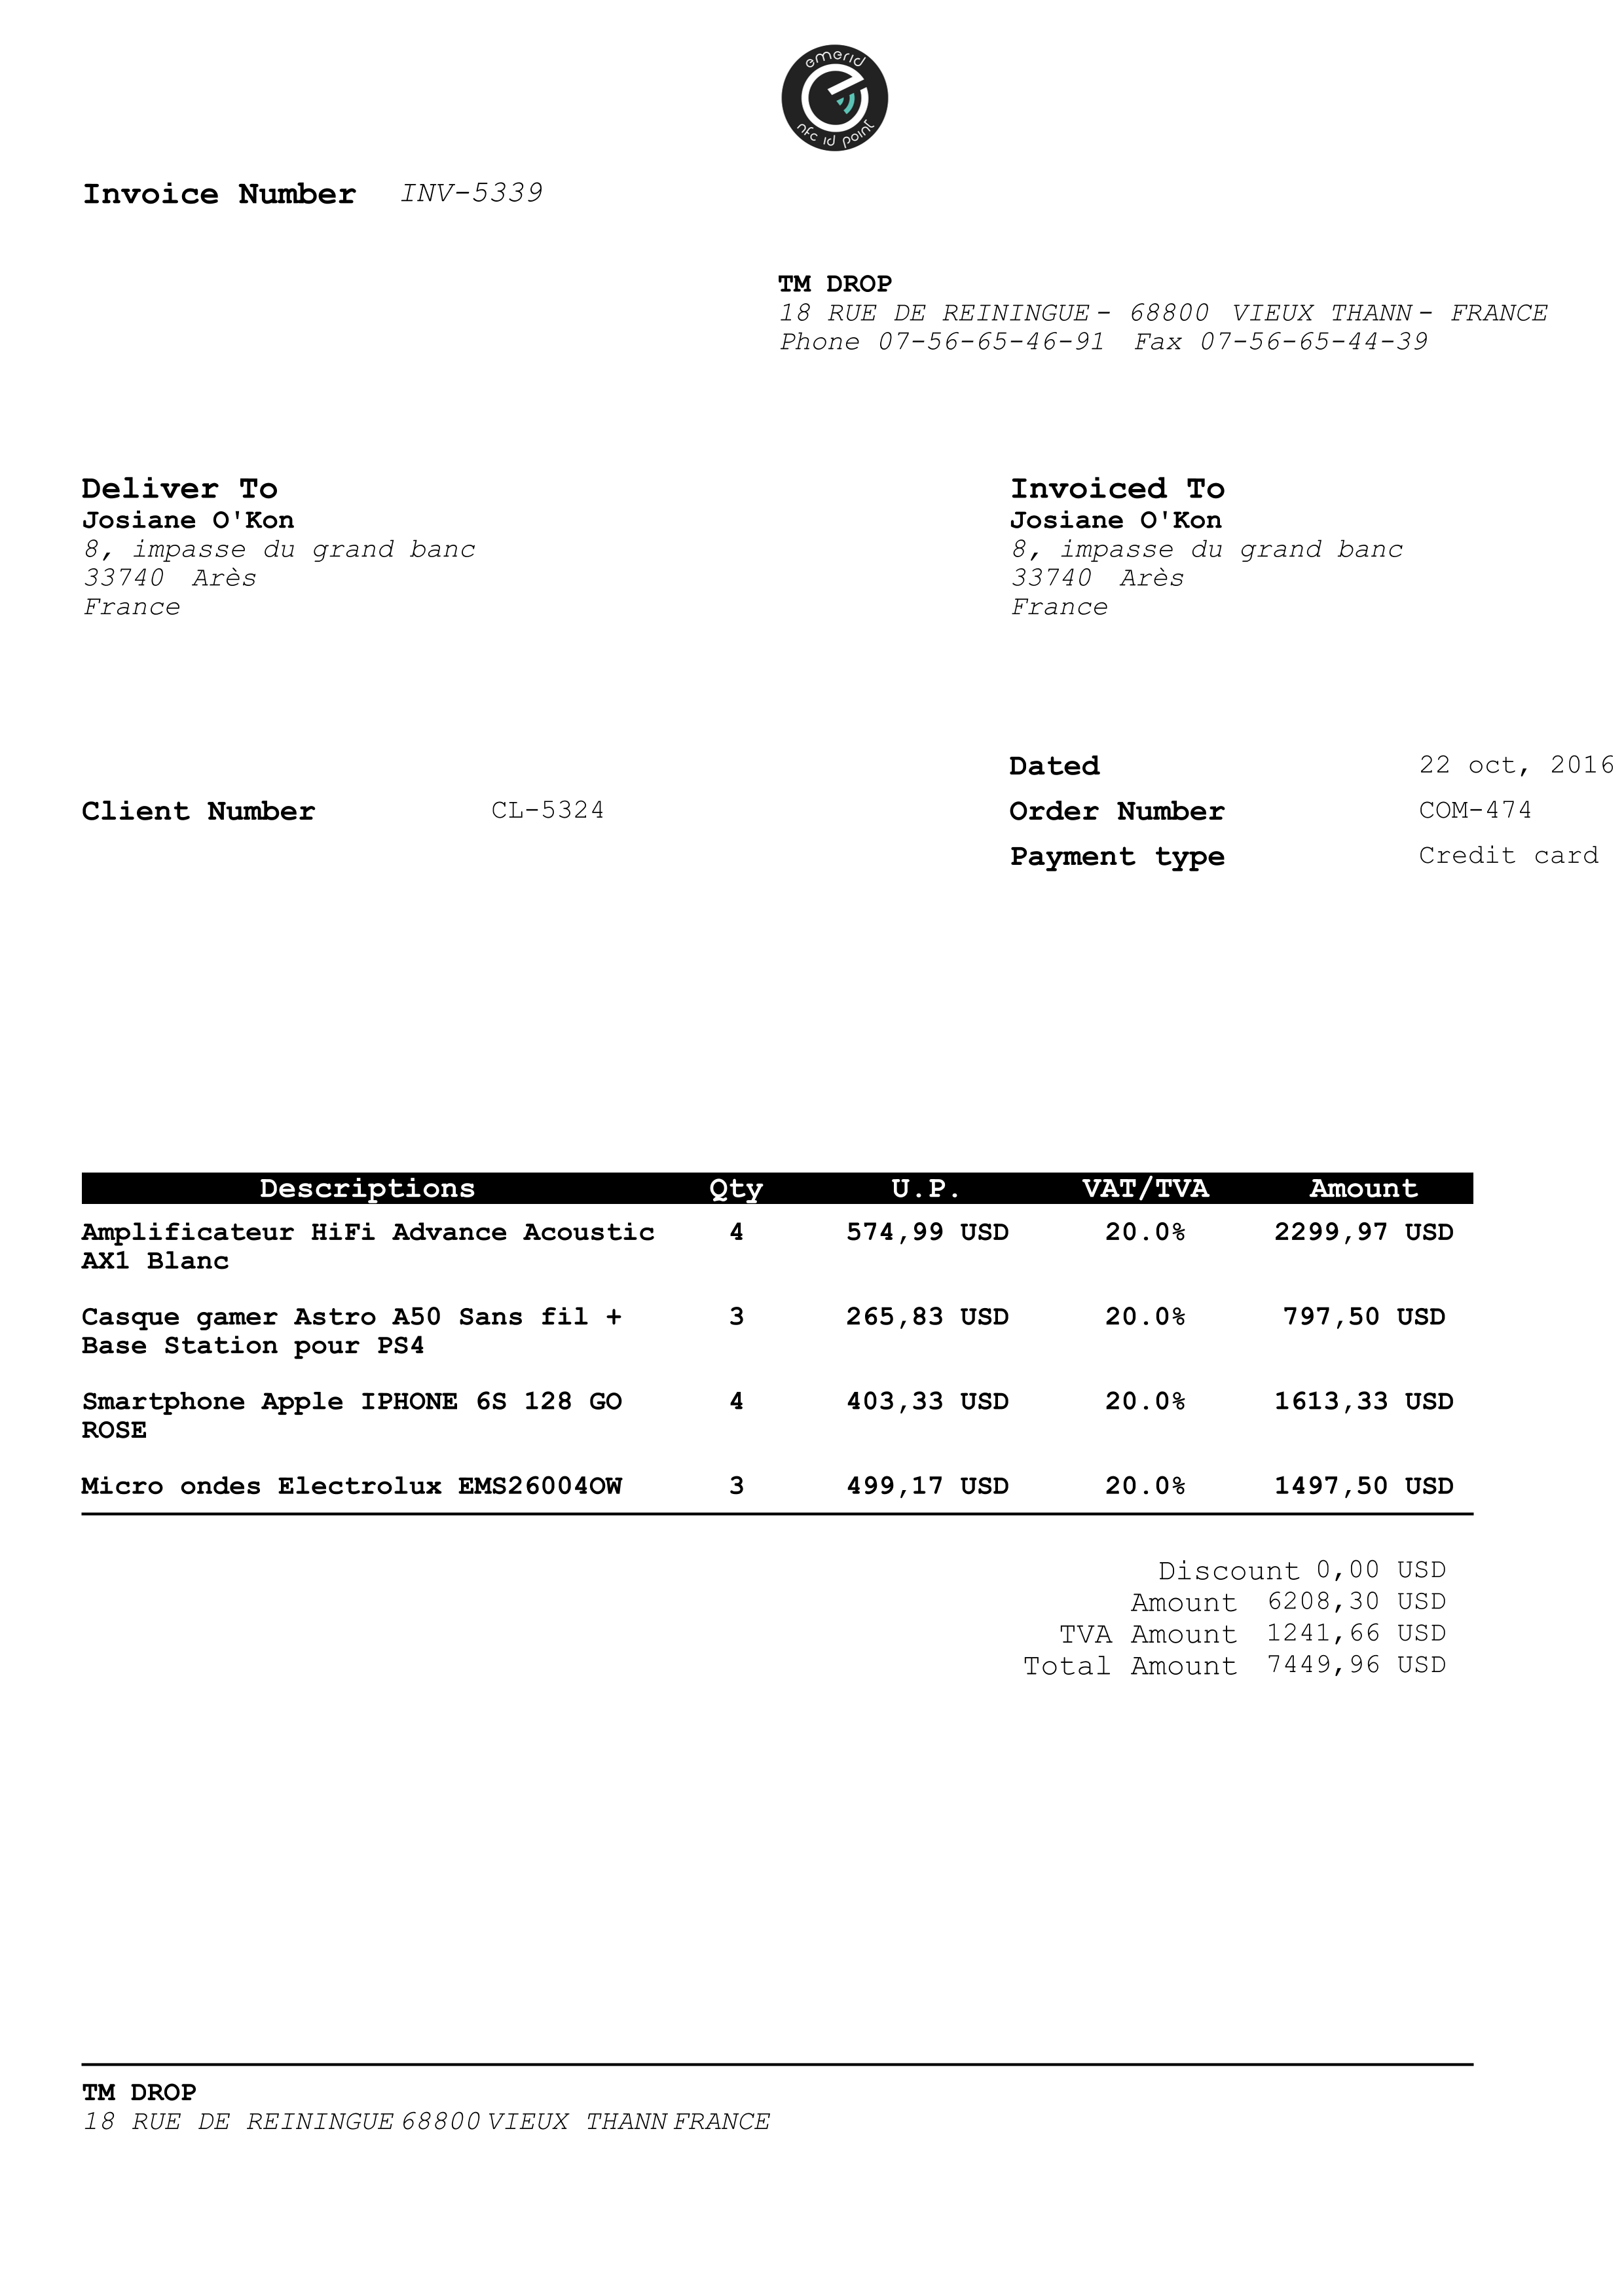 emerid
nfc id point
Invoice Number INV-5339
TM DROP
18 RUE DE REININGUE - 68800 VIEUX THANN - FRANCE
Phone 07-56-65-46-91 Fax 07-56-65-44-39
Deliver To
Josiane O'Kon
8, impasse du grand banc
33740 Arès
France
Invoiced To
Josiane O'Kon
8, impasse du grand banc
33740 Arès
France
Dated 22 oct, 2016
Client Number CL-5324
Order Number COM-474
Payment type Credit card
Descriptions Qty U.P. VAT/TVA Amount
Amplificateur HiFi Advance Acoustic 4 574,99 USD 20.0% 2299,97 USD
AX1 Blanc
Casque gamer Astro A50 Sans fil + 3 265,83 USD 20.0% 797,50 USD
Base Station pour PS4
Smartphone Apple IPHONE 6S 128 GO 4 403,33 USD 20.0% 1613,33 USD
ROSE
Micro ondes Electrolux EMS26004OW 3 499,17 USD 20.0% 1497,50 USD
Discount 0,00 USD
Amount 6208,30 USD
TVA Amount 1241,66 USD
Total Amount 7449,96 USD
TM DROP
18 RUE DE REININGUE 68800 VIEUX THANN FRANCE